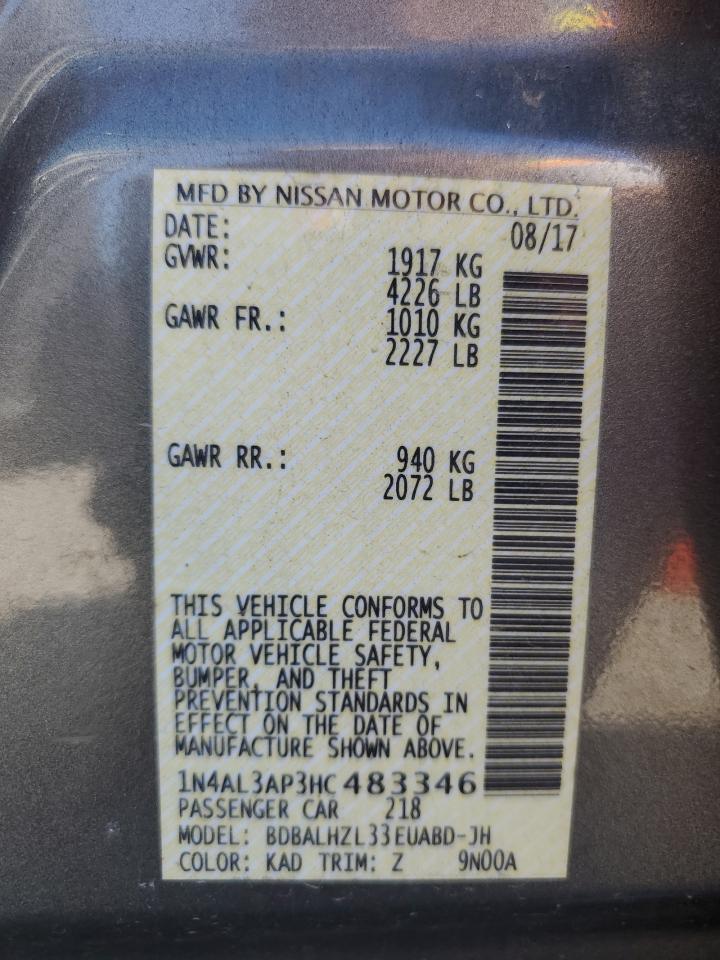 MFD BY NISSAN MOTOR CO., LTD.
DATE: 08/17
GVWR: 1917 KG
4226 LB
GAWR FR.: 1010 KG
2227 LB
GAWR RR.: 940 KG
2072 LB
THIS VEHICLE CONFORMS TO
ALL APPLICABLE FEDERAL
MOTOR VEHICLE SAFETY,
BUMPER, AND THEFT
PREVENTION STANDARDS IN
EFFECT ON THE DATE OF
MANUFACTURE SHOWN ABOVE.
1N4AL3AP3HC483346
PASSENGER CAR 218
MODEL: BDBALHZL33EUABD-JH
COLOR: KAD TRIM: Z 9N00A